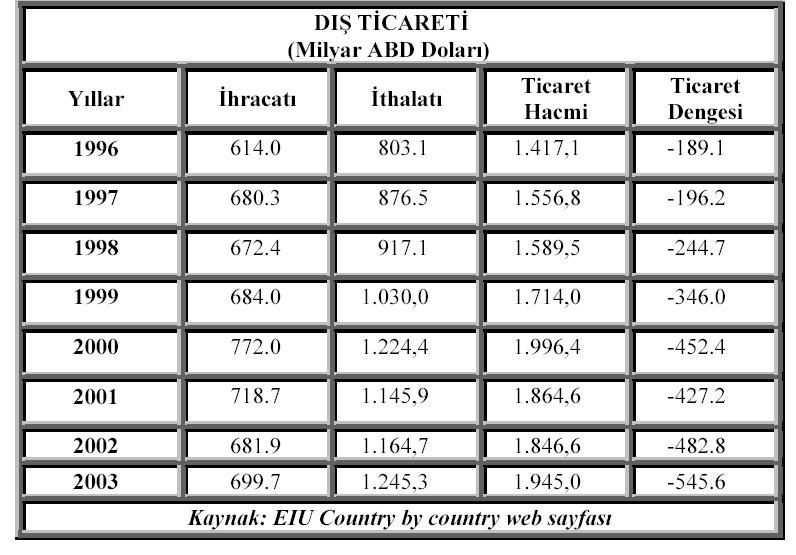 DIŞ TİCARETİ
(Milyar ABD Doları)
Yıllar İhracatı İthalatı Ticaret Hacmi Ticaret Dengesi
1996 614.0 803.1 1.417,1 -189.1
1997 680.3 876.5 1.556,8 -196.2
1998 672.4 917.1 1.589,5 -244.7
1999 684.0 1.030,0 1.714,0 -346.0
2000 772.0 1.224,4 1.996,4 -452.4
2001 718.7 1.145,9 1.864,6 -427.2
2002 681.9 1.164,7 1.846,6 -482.8
2003 699.7 1.245,3 1.945,0 -545.6
Kaynak: EIU Country by country web sayfası